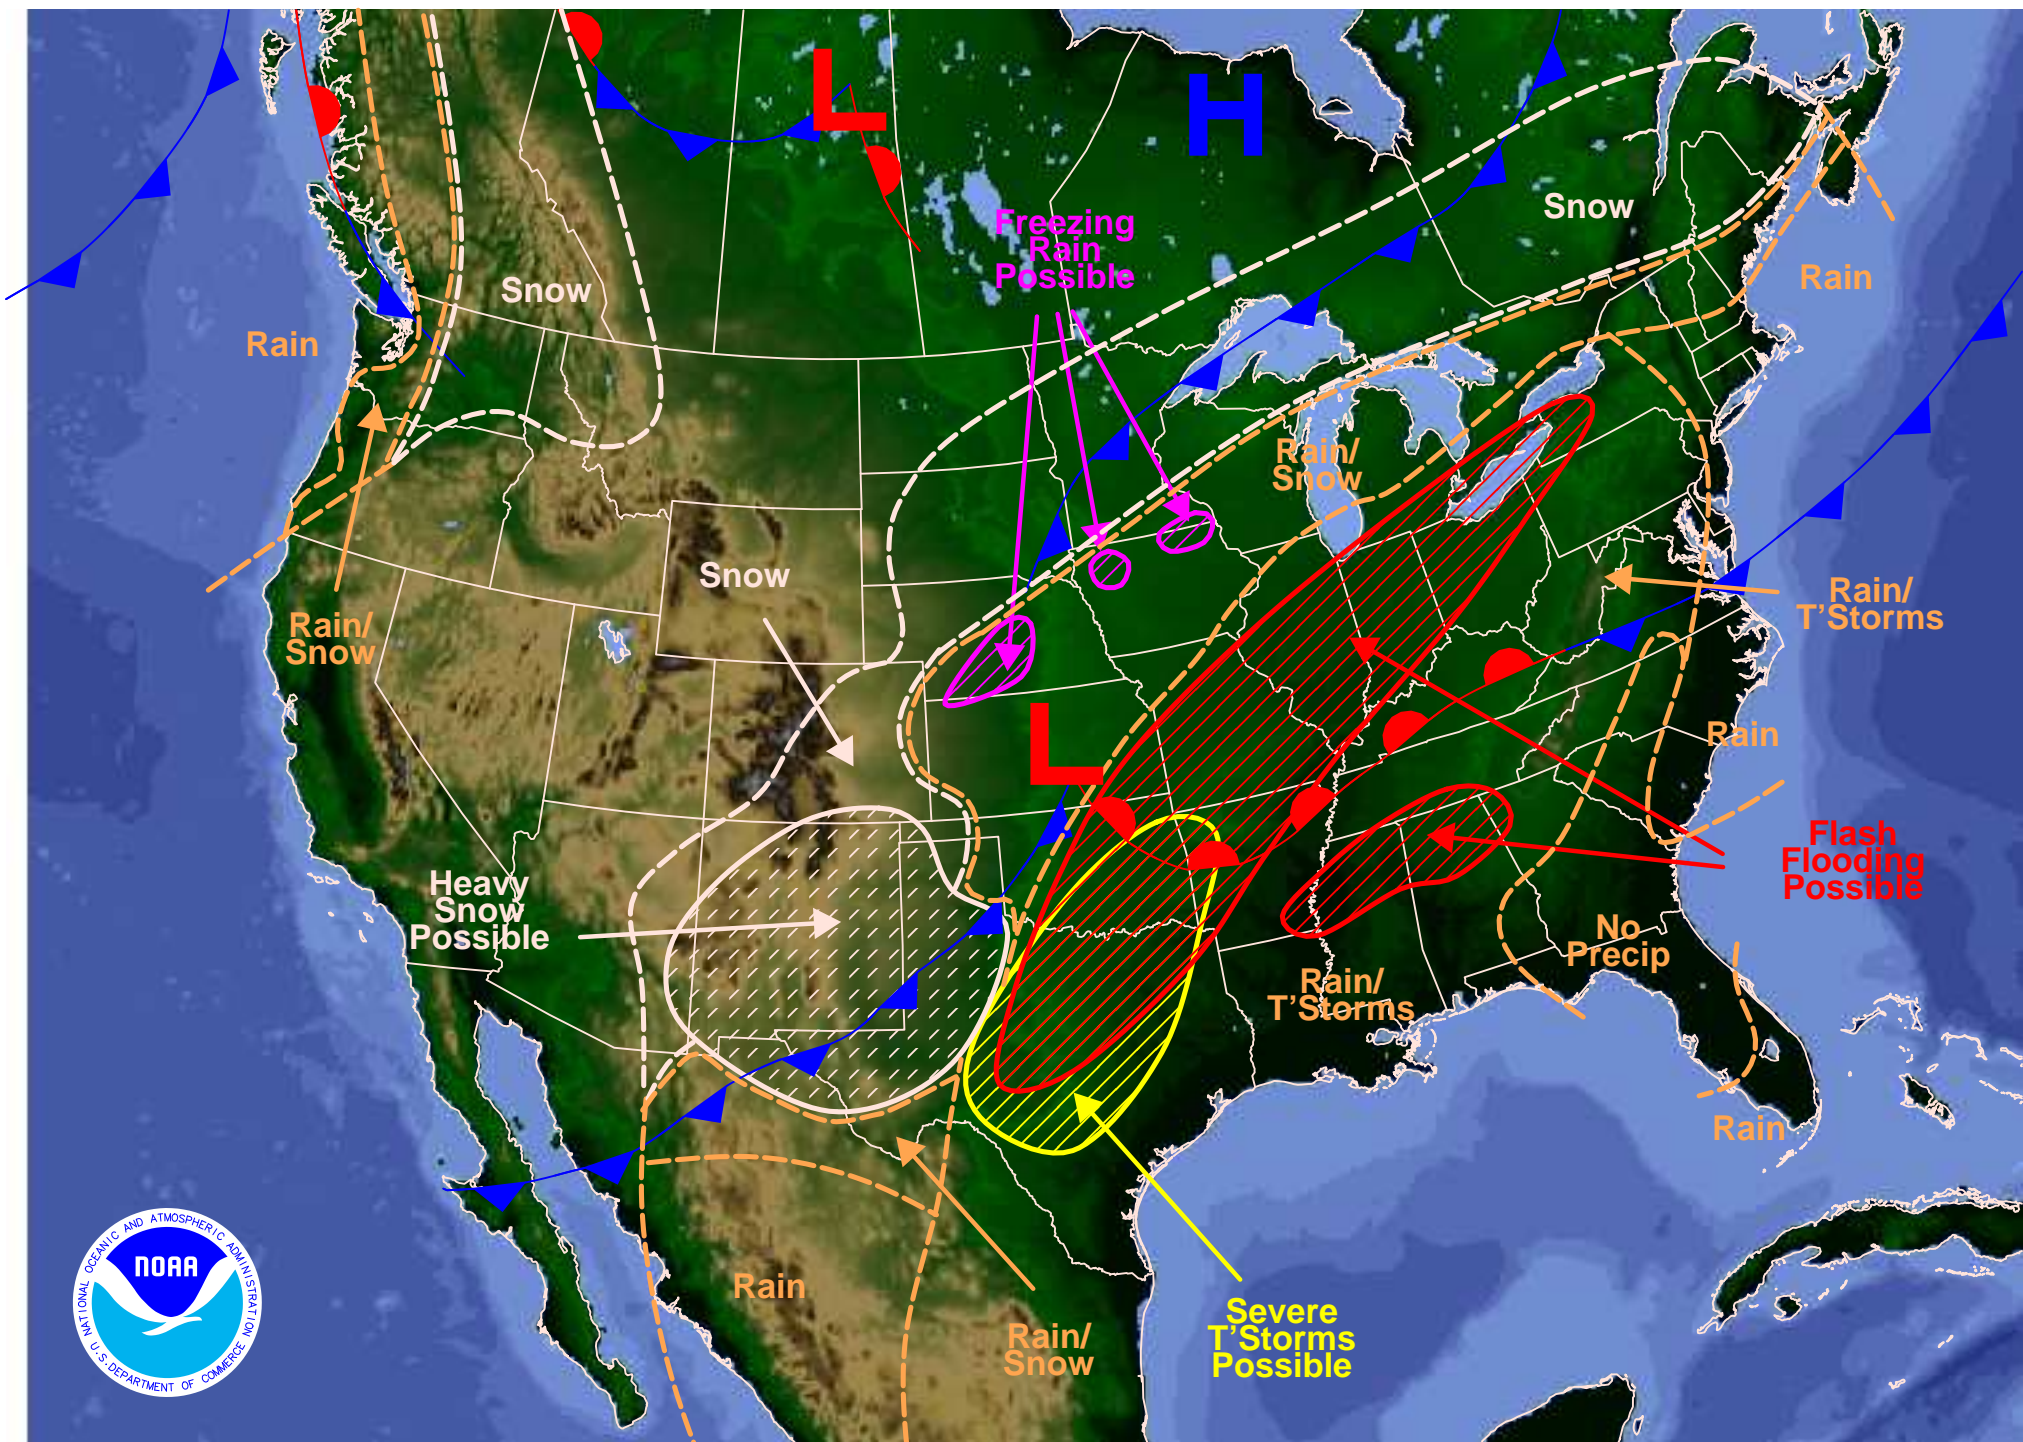 L
H
Freezing
Rain
Possible
Snow
Snow
Rain
Rain
Rain/
Snow
Snow
Rain/
Snow
Rain/
T'Storms
L
Rain
Heavy
Snow
Possible
Flash
Flooding
Possible
No
Precip
Rain/
T'Storms
Rain
Rain
Rain/
Snow
Severe
T'Storms
Possible
NATIONAL OCEANIC AND ATMOSPHERIC ADMINISTRATION
NOAA
U.S. DEPARTMENT OF COMMERCE